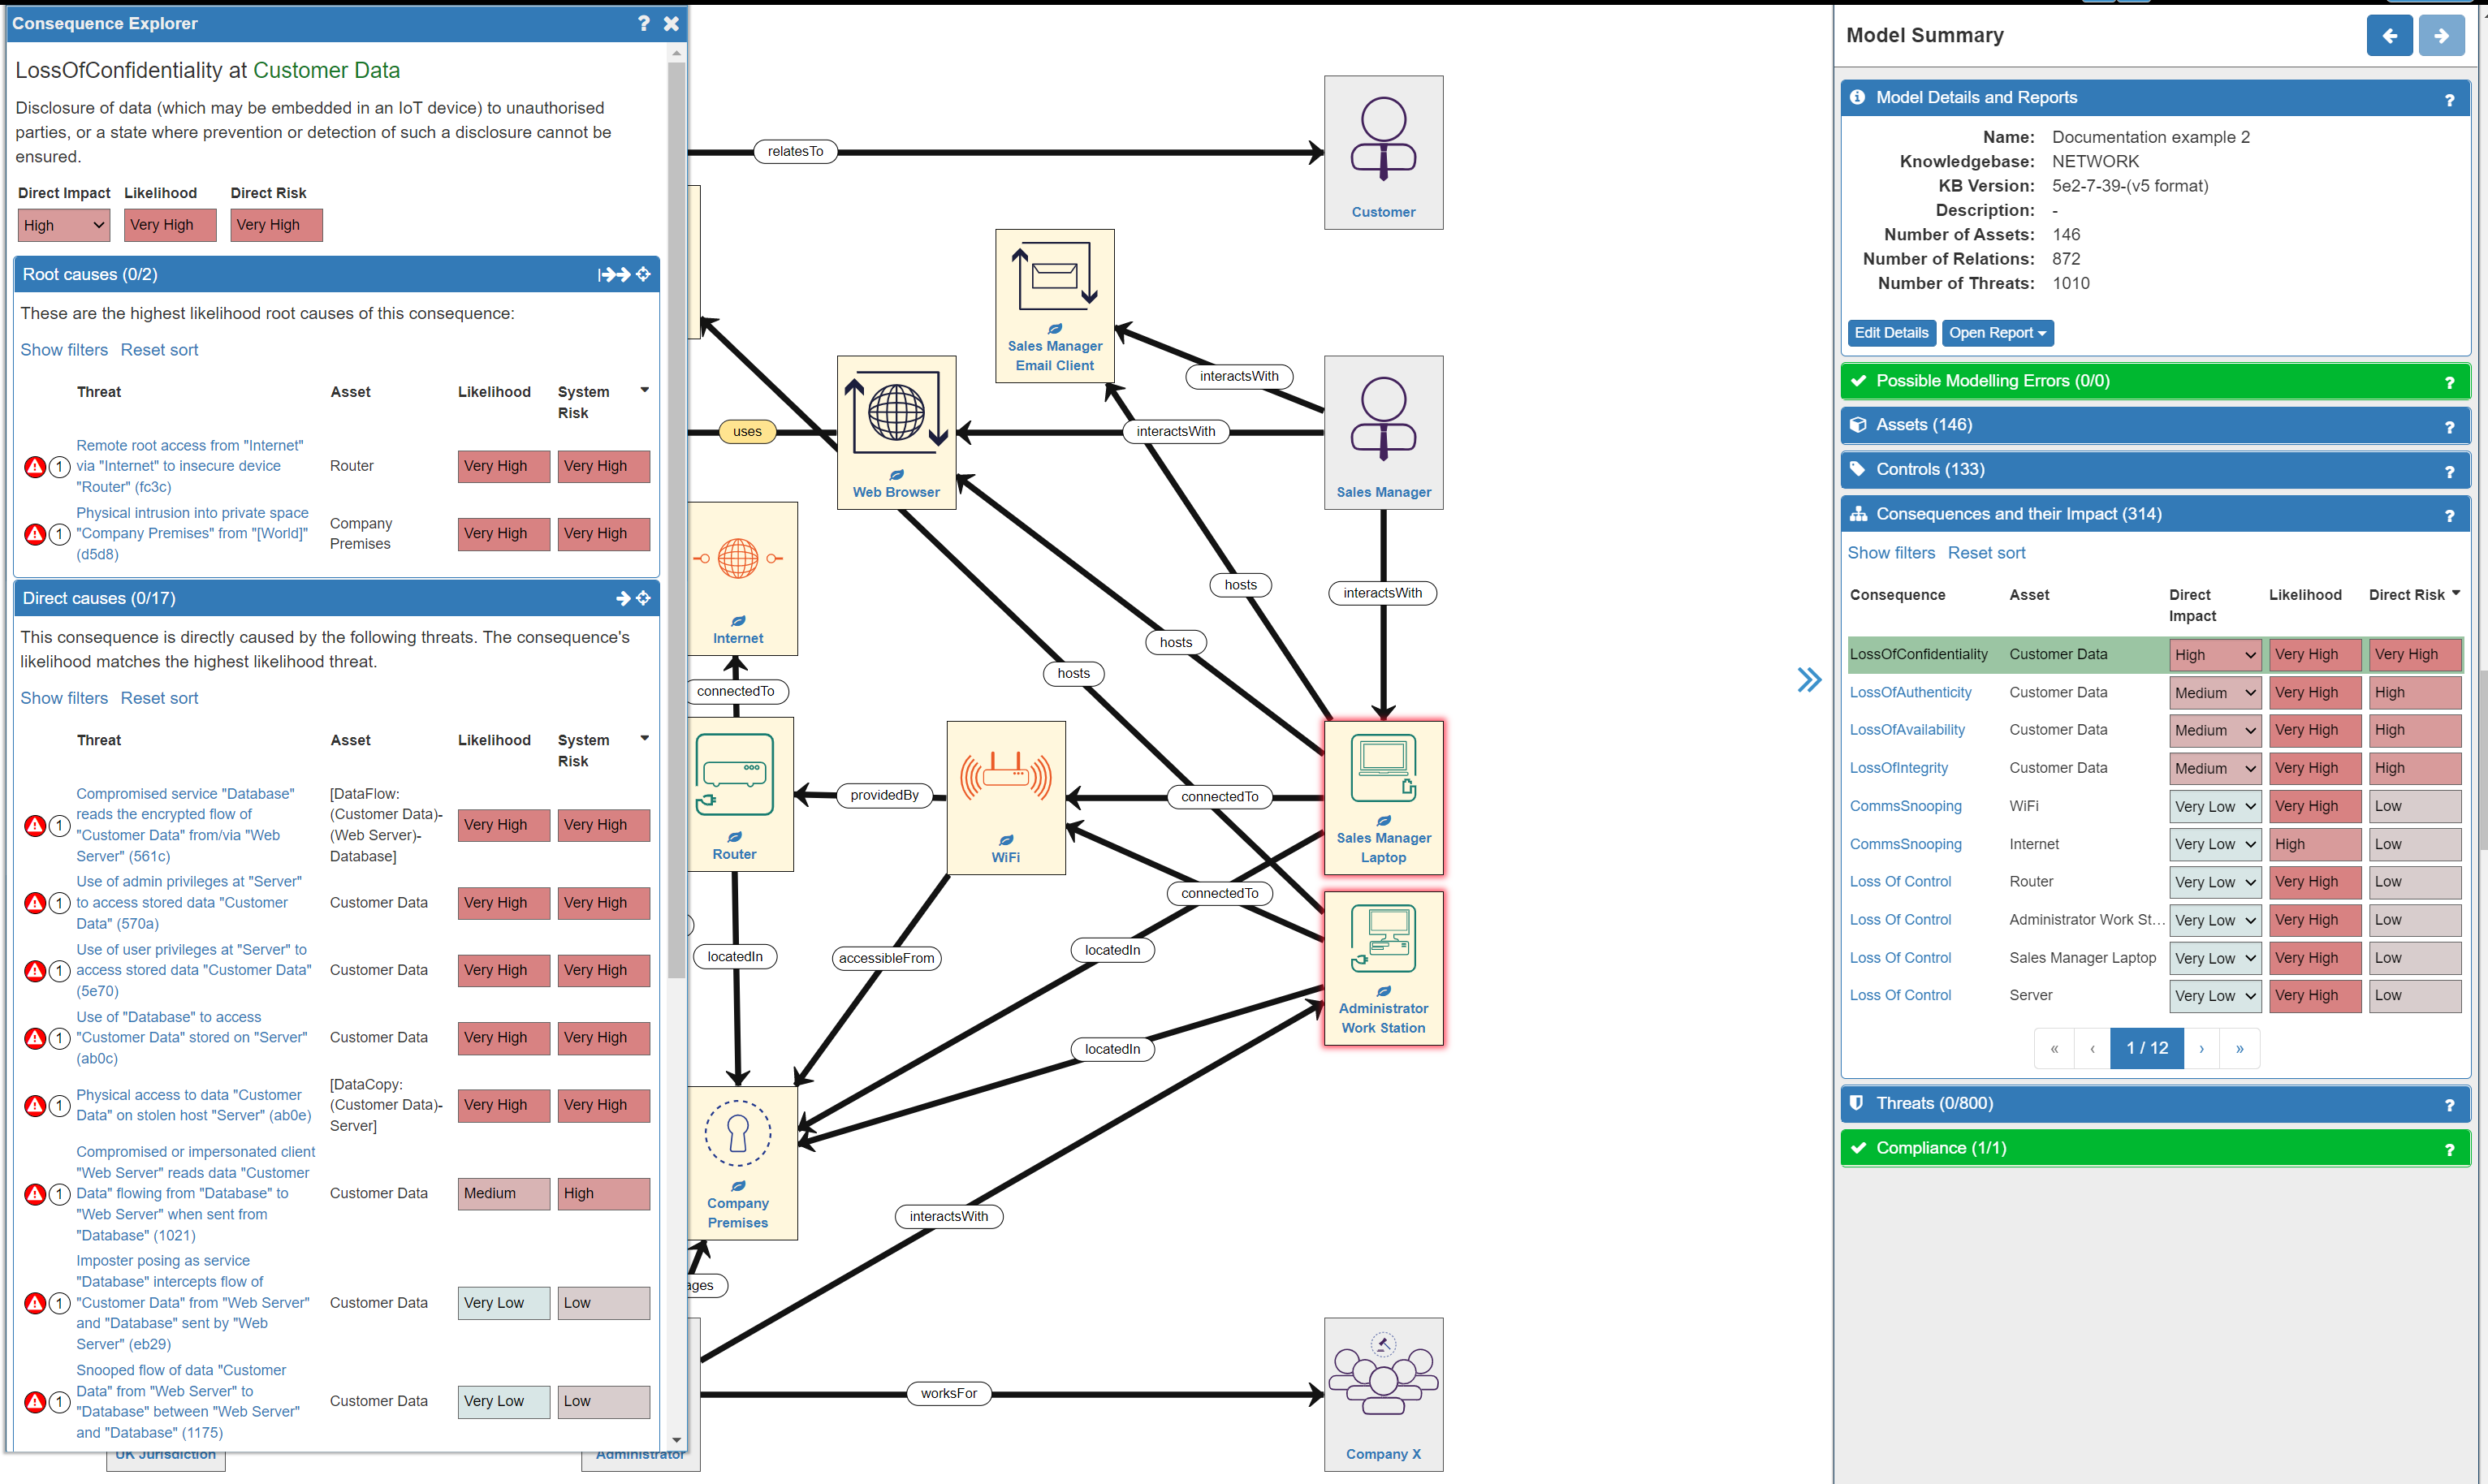 Consequence Explorer
?
LossOfConfidentiality at Customer Data
Disclosure of data (which may be embedded in an IoT device) to unauthorised
parties, or a state where prevention or detection of such a disclosure cannot be
ensured.
Direct Impact Likelihood Direct Risk
High Very High Very High
Root causes (0/2)
These are the highest likelihood root causes of this consequence:
Show filters Reset sort
Threat Asset Likelihood System
Risk
Remote root access from "Internet"
1 via "Internet" to insecure device Router Very High Very High
"Router" (fc3c)
Physical intrusion into private space
1 "Company Premises" from "[World]" Company Premises Very High Very High
(d5d8)
Direct causes (0/17)
This consequence is directly caused by the following threats. The consequence's
likelihood matches the highest likelihood threat.
Show filters Reset sort
Threat Asset Likelihood System
Risk
Compromised service "Database" [DataFlow:
reads the encrypted flow of (Customer Data)-
1 "Customer Data" from/via "Web (Web Server)- Very High Very High
Server" (561c) Database]
Use of admin privileges at "Server"
1 to access stored data "Customer Customer Data Very High Very High
Data" (570a)
Use of user privileges at "Server" to
1 access stored data "Customer Data" Customer Data Very High Very High
(5e70)
Use of "Database" to access
1 "Customer Data" stored on "Server" Customer Data Very High Very High
(ab0c)
[DataCopy:
1 Physical access to data "Customer (Customer Data)- Very High Very High
Data" on stolen host "Server" (ab0e) Server]
Compromised or impersonated client
"Web Server" reads data "Customer
1 Data" flowing from "Database" to Customer Data Medium High
"Web Server" when sent from
"Database" (1021)
Imposter posing as service
"Database" intercepts flow of
1 "Customer Data" from "Web Server" Customer Data Very Low Low
and "Database" sent by "Web
Server" (eb29)
Snooped flow of data "Customer
Data" from "Web Server" to
1 "Database" between "Web Server" Customer Data Very Low Low
and "Database" (1175)
UK Jurisdiction
Administrator
relatesTo
Customer
Sales Manager
Email Client
interactsWith
uses
Web Browser
interactsWith
Sales Manager
Internet
hosts
interactsWith
hosts
hosts
connectedTo
Router
providedBy
WiFi
connectedTo
Sales Manager
Laptop
connectedTo
locatedIn
accessibleFrom
locatedIn
Administrator
Work Station
locatedIn
Company
Premises
interactsWith
ages
worksFor
Company X
Model Summary
Model Details and Reports ?
Name: Documentation example 2
Knowledgebase: NETWORK
KB Version: 5e2-7-39-(v5 format)
Description: -
Number of Assets: 146
Number of Relations: 872
Number of Threats: 1010
Edit Details Open Report
Possible Modelling Errors (0/0) ?
Assets (146) ?
Controls (133) ?
Consequences and their Impact (314) ?
Show filters Reset sort
Consequence Asset Direct Impact Likelihood Direct Risk
LossOfConfidentiality Customer Data High Very High Very High
LossOfAuthenticity Customer Data Medium Very High High
LossOfAvailability Customer Data Medium Very High High
LossOfIntegrity Customer Data Medium Very High High
CommsSnooping WiFi Very Low Very High Low
CommsSnooping Internet Very Low High Low
Loss Of Control Router Very Low Very High Low
Loss Of Control Administrator Work St... Very Low Very High Low
Loss Of Control Sales Manager Laptop Very Low Very High Low
Loss Of Control Server Very Low Very High Low
« ‹ 1 / 12 › »
Threats (0/800) ?
Compliance (1/1) ?